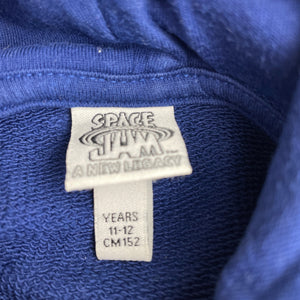 SPACE
JAM
A NEW LEGACY
YEARS
11-12
CM152